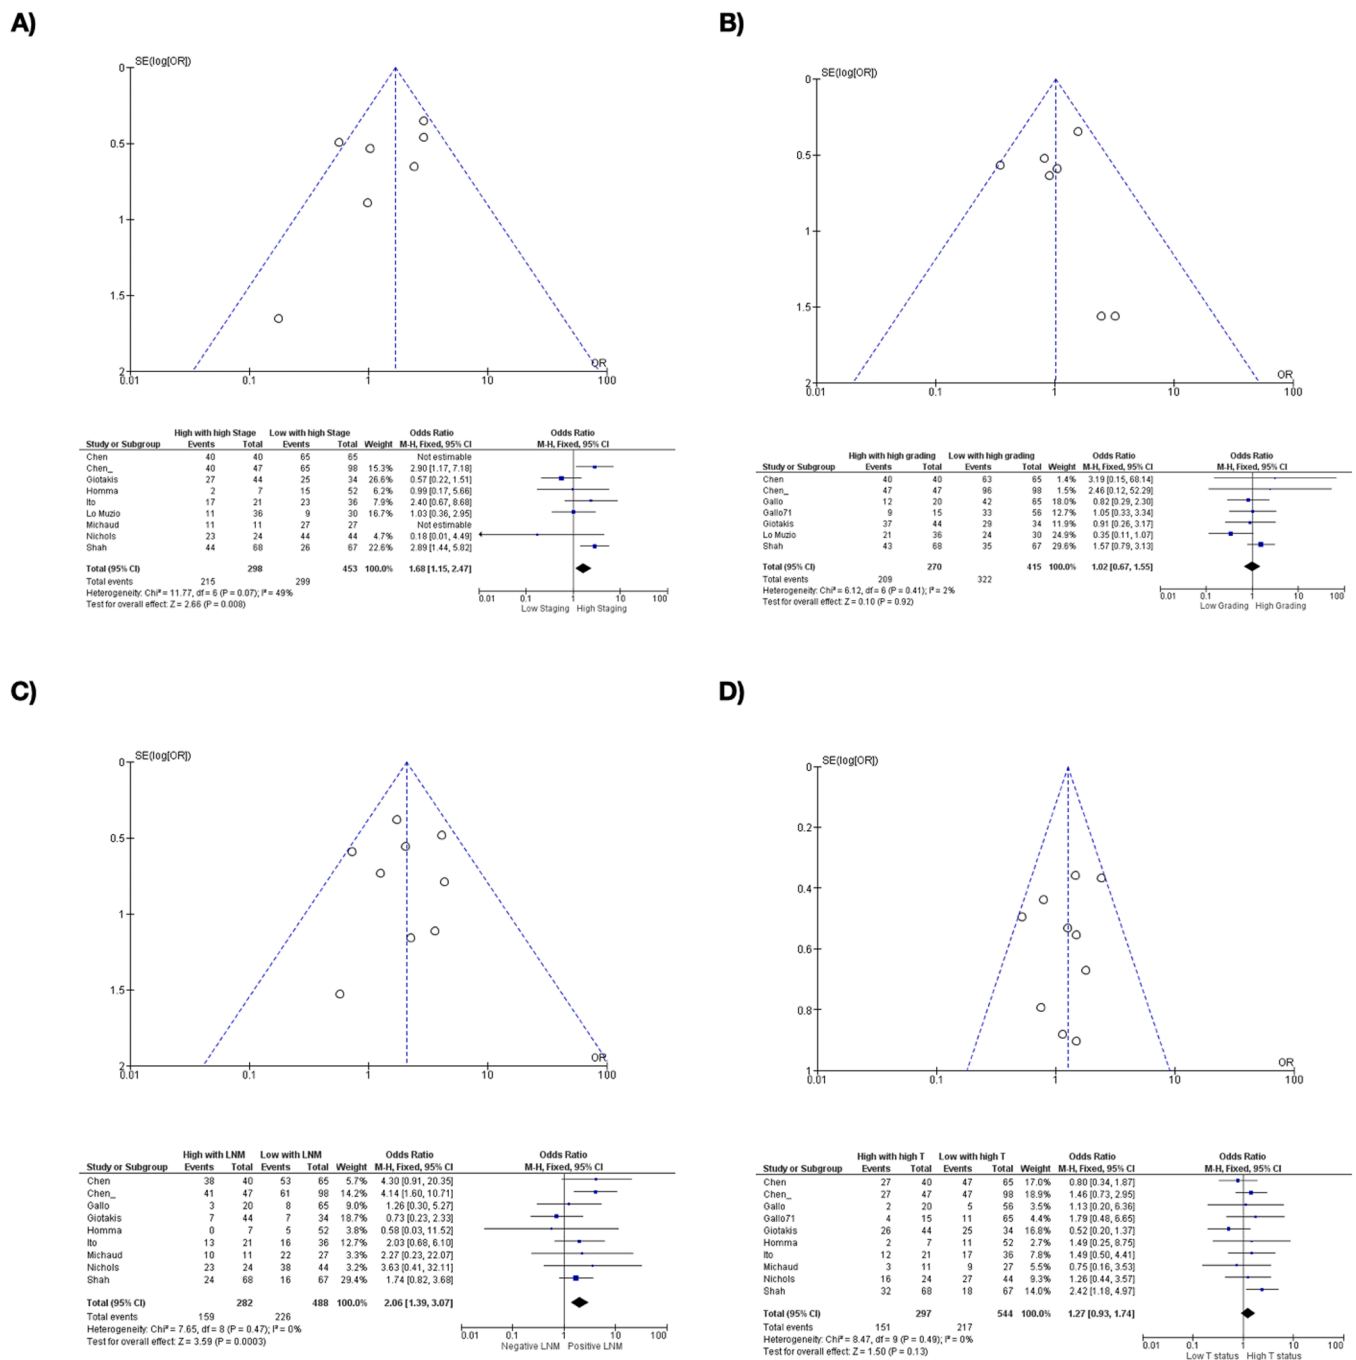 A)
SE(log[OR])
0
0.5
1
1.5
2
0.01 0.1 1 10 100
OR
High with high Stage Low with high Stage Odds Ratio Odds Ratio
Study or Subgroup Events Total Events Total Weight M-H, Fixed, 95% CI M-H, Fixed, 95% CI
Chen 40 40 65 65 Not estimable
Chen_ 40 47 65 98 15.3% 2.90 [1.17, 7.18]
Giotakis 27 44 25 34 26.6% 0.57 [0.22, 1.51]
Homma 2 7 15 52 6.2% 0.99 [0.17, 5.66]
Ito 17 21 23 36 7.9% 2.40 [0.67, 8.68]
Lo Muzio 11 36 9 30 16.7% 1.03 [0.36, 2.95]
Michaud 11 11 27 27 Not estimable
Nichols 23 24 44 44 4.7% 0.18 [0.01, 4.49]
Shah 44 68 26 67 22.6% 2.89 [1.44, 5.82]
Total (95% CI) 298 453 100.0% 1.68 [1.15, 2.47]
Total events 215 299
Heterogeneity: Chi² = 11.77, df = 6 (P = 0.07); I² = 49%
Test for overall effect: Z = 2.66 (P = 0.008)
0.01 0.1 1 10 100
Low Staging High Staging
B)
SE(log[OR])
0
0.5
1
1.5
2
0.01 0.1 1 10 100
OR
High with high grading Low with high grading Odds Ratio Odds Ratio
Study or Subgroup Events Total Events Total Weight M-H, Fixed, 95% CI M-H, Fixed, 95% CI
Chen 40 40 63 65 1.4% 3.19 [0.15, 68.14]
Chen_ 47 47 96 98 1.5% 2.46 [0.12, 52.29]
Gallo 12 20 42 65 18.0% 0.82 [0.29, 2.30]
Gallo71 9 15 33 56 12.7% 1.05 [0.33, 3.34]
Giotakis 37 44 29 34 11.9% 0.91 [0.26, 3.17]
Lo Muzio 21 36 24 30 24.9% 0.35 [0.11, 1.07]
Shah 43 68 35 67 29.6% 1.57 [0.79, 3.13]
Total (95% CI) 270 415 100.0% 1.02 [0.67, 1.55]
Total events 209 322
Heterogeneity: Chi² = 6.12, df = 6 (P = 0.41); I² = 2%
Test for overall effect: Z = 0.10 (P = 0.92)
0.01 0.1 1 10 100
Low Grading High Grading
C)
SE(log[OR])
0
0.5
1
1.5
2
0.01 0.1 1 10 100
OR
High with LNM Low with LNM Odds Ratio Odds Ratio
Study or Subgroup Events Total Events Total Weight M-H, Fixed, 95% CI M-H, Fixed, 95% CI
Chen 38 40 53 65 5.7% 4.30 [0.91, 20.35]
Chen_ 41 47 61 98 14.2% 4.14 [1.60, 10.71]
Gallo 3 20 8 65 9.0% 1.26 [0.30, 5.27]
Giotakis 7 44 7 34 18.7% 0.73 [0.23, 2.33]
Homma 0 7 5 52 3.8% 0.58 [0.03, 11.52]
Ito 13 21 16 36 12.7% 2.03 [0.68, 6.10]
Michaud 10 11 22 27 3.3% 2.27 [0.23, 22.07]
Nichols 23 24 38 44 3.2% 3.63 [0.41, 32.11]
Shah 24 68 16 67 29.4% 1.74 [0.82, 3.68]
Total (95% CI) 282 488 100.0% 2.06 [1.39, 3.07]
Total events 159 226
Heterogeneity: Chi² = 7.65, df = 8 (P = 0.47); I² = 0%
Test for overall effect: Z = 3.59 (P = 0.0003)
0.01 0.1 1 10 100
Negative LNM Positive LNM
D)
SE(log[OR])
0
0.2
0.4
0.6
0.8
1
0.01 0.1 1 10 100
OR
High with high T Low with high T Odds Ratio Odds Ratio
Study or Subgroup Events Total Events Total Weight M-H, Fixed, 95% CI M-H, Fixed, 95% CI
Chen 27 40 47 65 17.0% 0.80 [0.34, 1.87]
Chen_ 27 47 47 98 18.8% 1.46 [0.73, 2.95]
Gallo 2 20 5 56 3.3% 1.13 [0.20, 6.36]
Gallo71 4 15 11 65 3.8% 1.79 [0.48, 6.65]
Giotakis 26 44 25 34 16.8% 0.52 [0.20, 1.37]
Homma 2 7 11 52 2.3% 1.49 [0.25, 8.75]
Ito 12 21 17 36 9.2% 1.49 [0.50, 4.41]
Michaud 3 11 9 27 5.5% 0.75 [0.16, 3.53]
Nichols 16 24 27 44 9.3% 1.26 [0.44, 3.57]
Shah 32 68 18 67 14.0% 2.42 [1.18, 4.97]
Total (95% CI) 297 544 100.0% 1.27 [0.93, 1.74]
Total events 151 217
Heterogeneity: Chi² = 8.47, df = 9 (P = 0.49); I² = 0%
Test for overall effect: Z = 1.50 (P = 0.13)
0.01 0.1 1 10 100
Low T status High T status